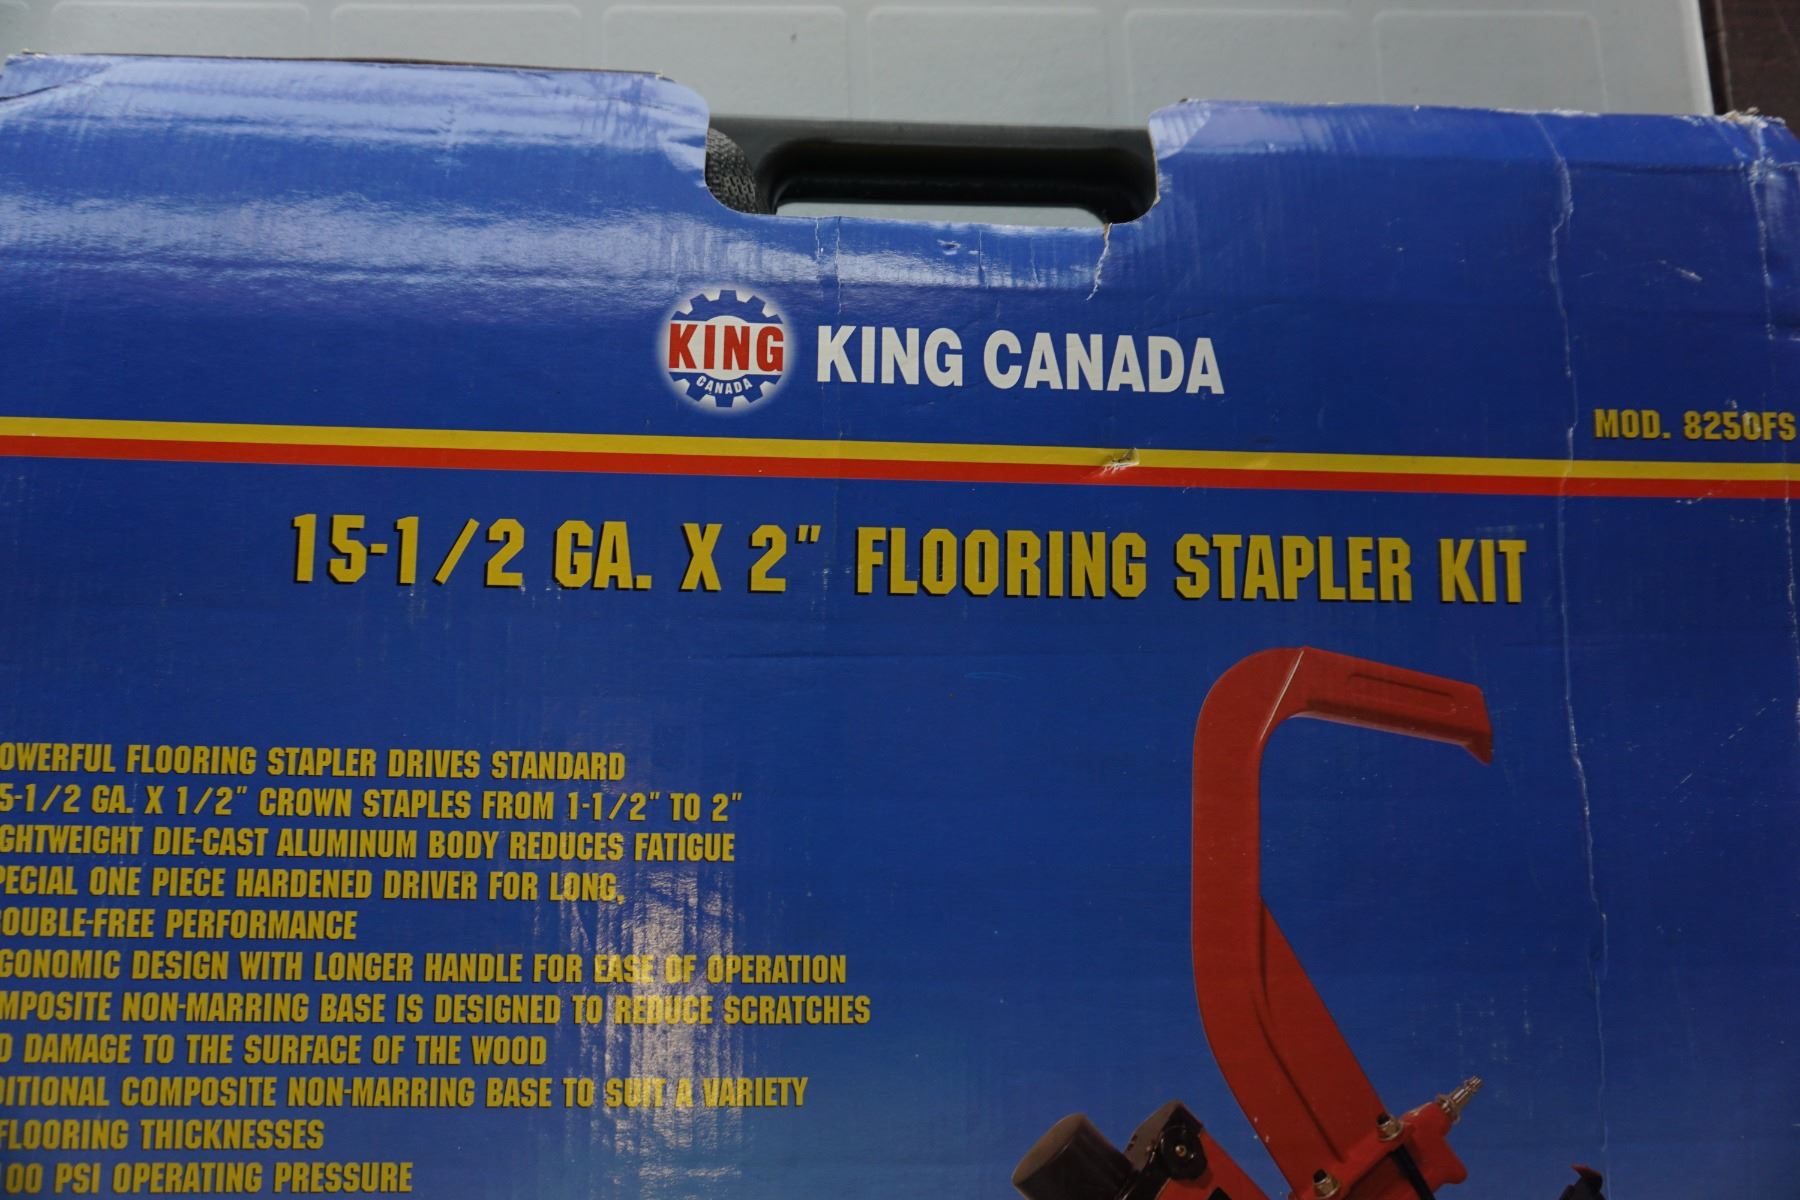 KING
CANADA
KING CANADA
MOD. 8250FS
15-1/2 GA. X 2" FLOORING STAPLER KIT
OWERFUL FLOORING STAPLER DRIVES STANDARD
5-1/2 GA. X 1/2" CROWN STAPLES FROM 1-1/2" TO 2"
GHTWEIGHT DIE-CAST ALUMINUM BODY REDUCES FATIGUE
PECIAL ONE PIECE HARDENED DRIVER FOR LONG,
OUBLE-FREE PERFORMANCE
GONOMIC DESIGN WITH LONGER HANDLE FOR EASE OF OPERATION
MPOSITE NON-MARRING BASE IS DESIGNED TO REDUCE SCRATCHES
D DAMAGE TO THE SURFACE OF THE WOOD
DITIONAL COMPOSITE NON-MARRING BASE TO SUIT A VARIETY
FLOORING THICKNESSES
100 PSI OPERATING PRESSURE